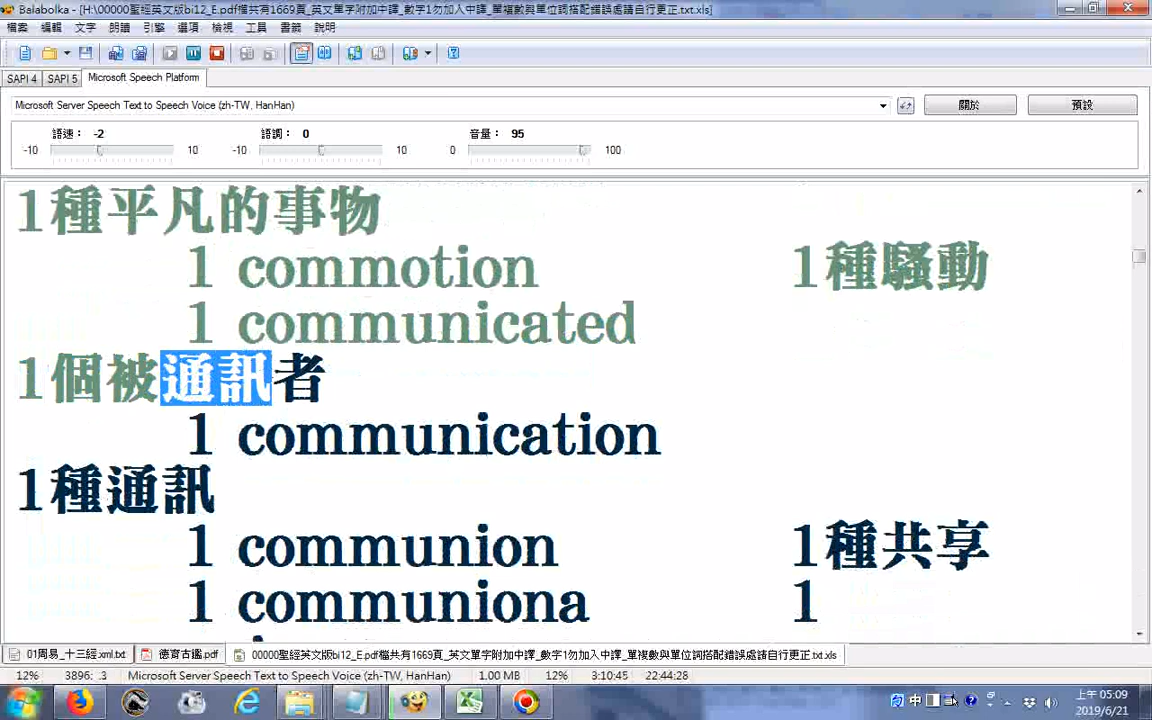 Balabolka - [H:\00000聖經英文版bi12_E.pdf檔共有1669頁_英文單字附加中譯_數字1勿加入中譯_單複數與單位詞搭配錯誤處請自行更正.txt.xls]
檔案 編輯 文字 朗讀 引擎 選項 檢視 工具 書籤 說明
SAPI 4 SAPI 5 Microsoft Speech Platform
Microsoft Server Speech Text to Speech Voice (zh-TW, HanHan) 關於 預設
語速： -2 語調： 0 音量： 95
-10 10 -10 10 0 100
1種平凡的事物
1 commotion 1種騷動
1 communicated
1個被通訊者
1 communication
1種通訊
1 communion 1種共享
1 communiona 1
01周易_十三經.xml.txt 德育古鑑.pdf 00000聖經英文版bi12_E.pdf檔共有1669頁_英文單字附加中譯_數字1勿加入中譯_單複數與單位詞搭配錯誤處請自行更正.txt.xls
12% 3896: .3 Microsoft Server Speech Text to Speech Voice (zh-TW, HanHan) 1.00 MB 12% 3:10:45 22:44:28
中 上午 05:09
2019/6/21